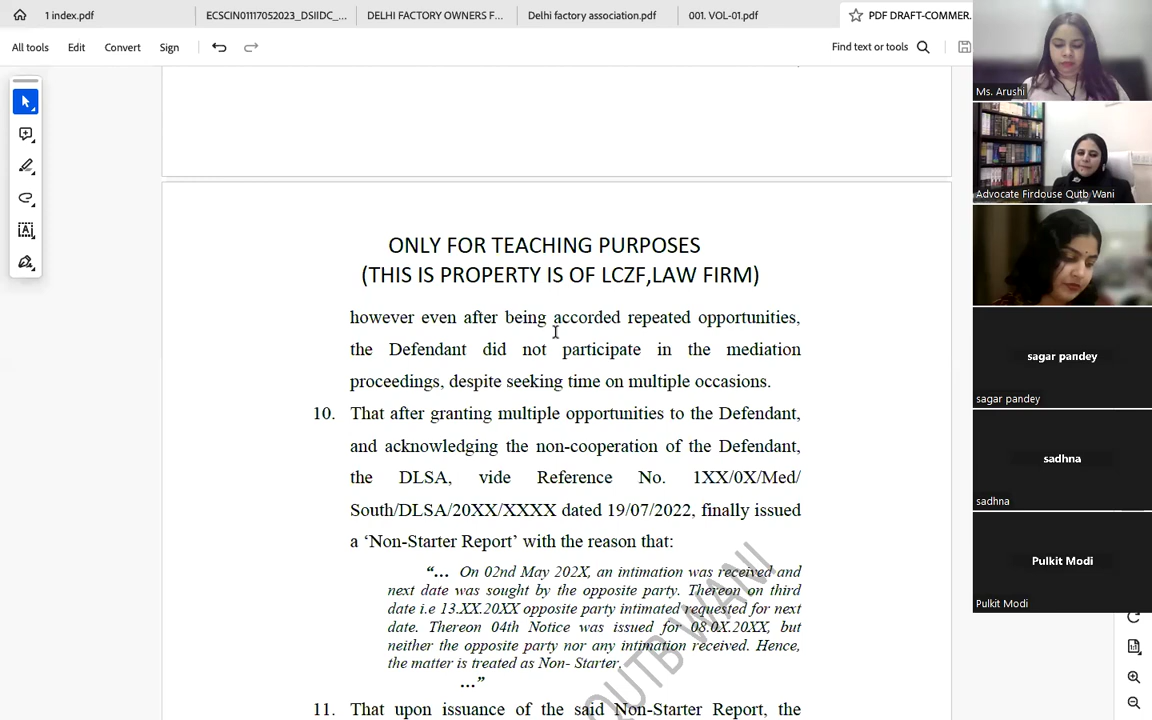 1 index.pdf
ECSCIN01117052023_DSIIDC_...
DELHI FACTORY OWNERS F...
Delhi factory association.pdf
001. VOL-01.pdf
PDF DRAFT-COMMER.
All tools
Edit
Convert
Sign
Find text or tools
ONLY FOR TEACHING PURPOSES
(THIS IS PROPERTY IS OF LCZF,LAW FIRM)
however even after being accorded repeated opportunities,
the Defendant did not participate in the mediation
proceedings, despite seeking time on multiple occasions.
10. That after granting multiple opportunities to the Defendant,
and acknowledging the non-cooperation of the Defendant,
the DLSA, vide Reference No. 1XX/0X/Med/
South/DLSA/20XX/XXXX dated 19/07/2022, finally issued
a ‘Non-Starter Report’ with the reason that:
“... On 02nd May 202X, an intimation was received and
next date was sought by the opposite party. Thereon on third
date i.e 13.XX.20XX opposite party intimated requested for next
date. Thereon 04th Notice was issued for 08.0X.20XX, but
neither the opposite party nor any intimation received. Hence,
the matter is treated as Non- Starter.
...”
11. That upon issuance of the said Non-Starter Report, the
QUTB WANI
Ms. Arushi
Advocate Firdouse Qutb Wani
sagar pandey
sagar pandey
sadhna
sadhna
Pulkit Modi
Pulkit Modi